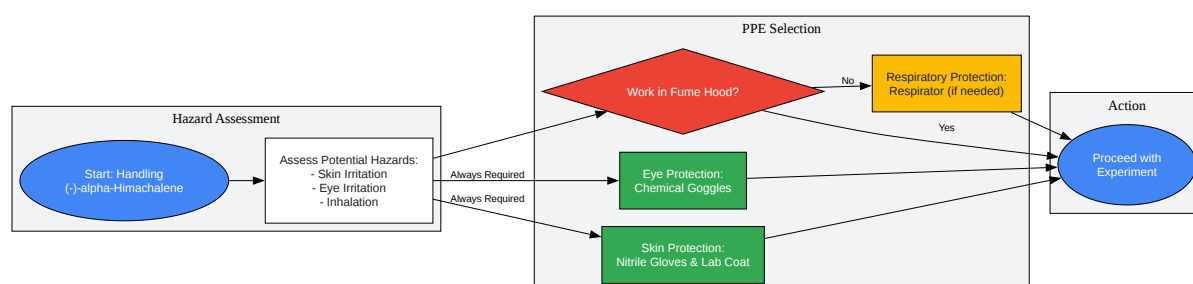 PPE Selection
Work in Fume Hood?
No
Respiratory Protection:
Respirator (if needed)
Yes
Hazard Assessment
Start: Handling
(-)-alpha-Himachalene
Assess Potential Hazards:
- Skin Irritation
- Eye Irritation
- Inhalation
Always Required
Always Required
Eye Protection:
Chemical Goggles
Skin Protection:
Nitrile Gloves & Lab Coat
Action
Proceed with
Experiment